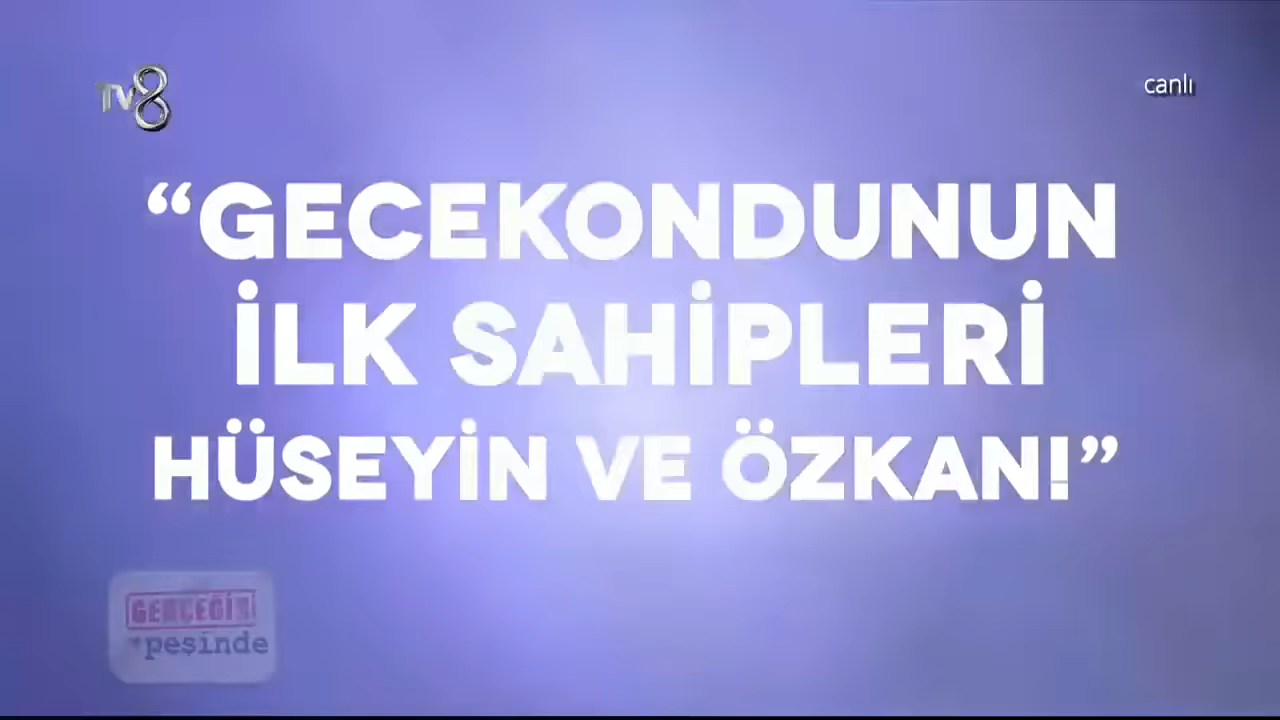 TV8
canlı
“GECEKONDUNUN
İLK SAHİPLERİ
HÜSEYİN VE ÖZKAN!”
GERÇEĞİN
peşinde